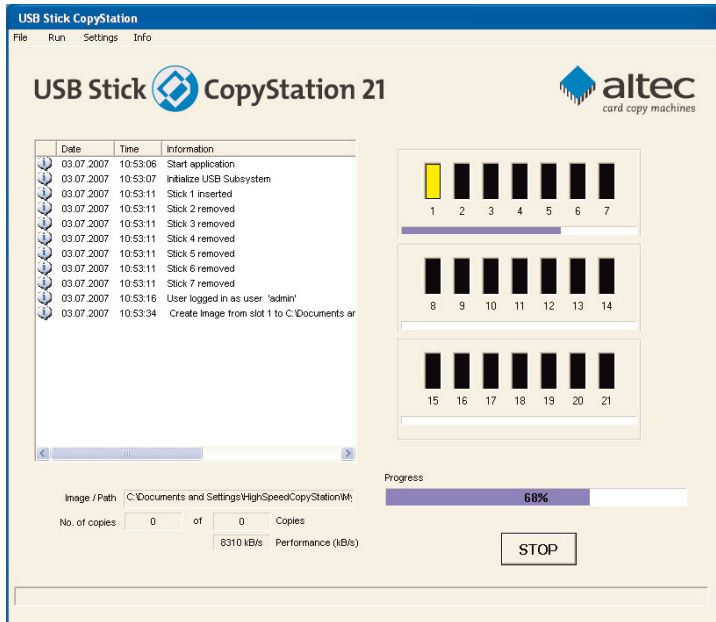 USB Stick CopyStation
File Run Settings Info
USB Stick CopyStation 21
altec
card copy machines
Date Time Information
03.07.2007 10:53:06 Start application
03.07.2007 10:53:07 Initialize USB Subsystem
03.07.2007 10:53:11 Stick 1 inserted
03.07.2007 10:53:11 Stick 2 removed
03.07.2007 10:53:11 Stick 3 removed
03.07.2007 10:53:11 Stick 4 removed
03.07.2007 10:53:11 Stick 5 removed
03.07.2007 10:53:11 Stick 6 removed
03.07.2007 10:53:11 Stick 7 removed
03.07.2007 10:53:16 User logged in as user 'admin'
03.07.2007 10:53:34 Create Image from slot 1 to C:\Documents ar
1 2 3 4 5 6 7
8 9 10 11 12 13 14
15 16 17 18 19 20 21
Image / Path C:\Documents and Settings\HighSpeedCopyStation\My
No. of copies 0 of 0 Copies
8310 kB/s Performance (kB/s)
Progress
68%
STOP